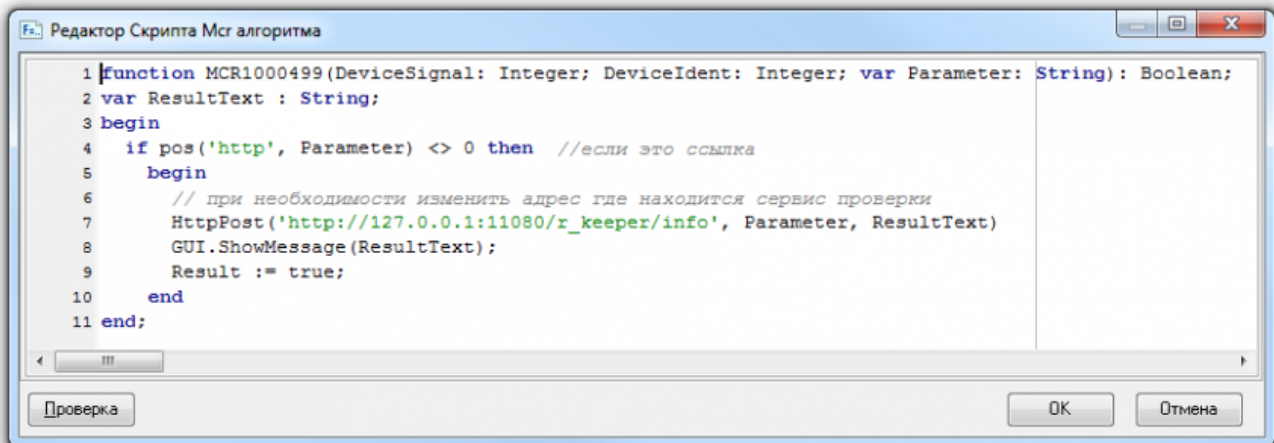 Редактор Скрипта Mcr алгоритма
1 function MCR1000499(DeviceSignal: Integer; DeviceIdent: Integer; var Parameter: String): Boolean;
2 var ResultText : String;
3 begin
4 if pos('http', Parameter) <> 0 then //если это ссылка
5 begin
6 // при необходимости изменить адрес где находится сервис проверки
7 HttpPost('http://127.0.0.1:11080/r_keeper/info', Parameter, ResultText)
8 GUI.ShowMessage(ResultText);
9 Result := true;
10 end
11 end;
Проверка OK Отмена